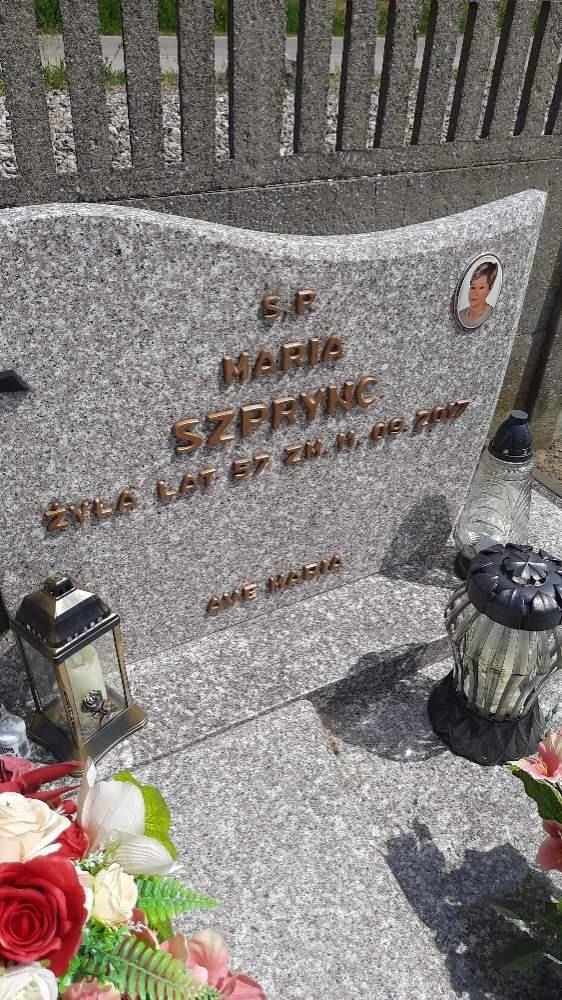 Ś.P.
MARIA
SZPRYNC
ŻYŁA LAT 57 ZM. 11. 09. 2017
AVE MARIA